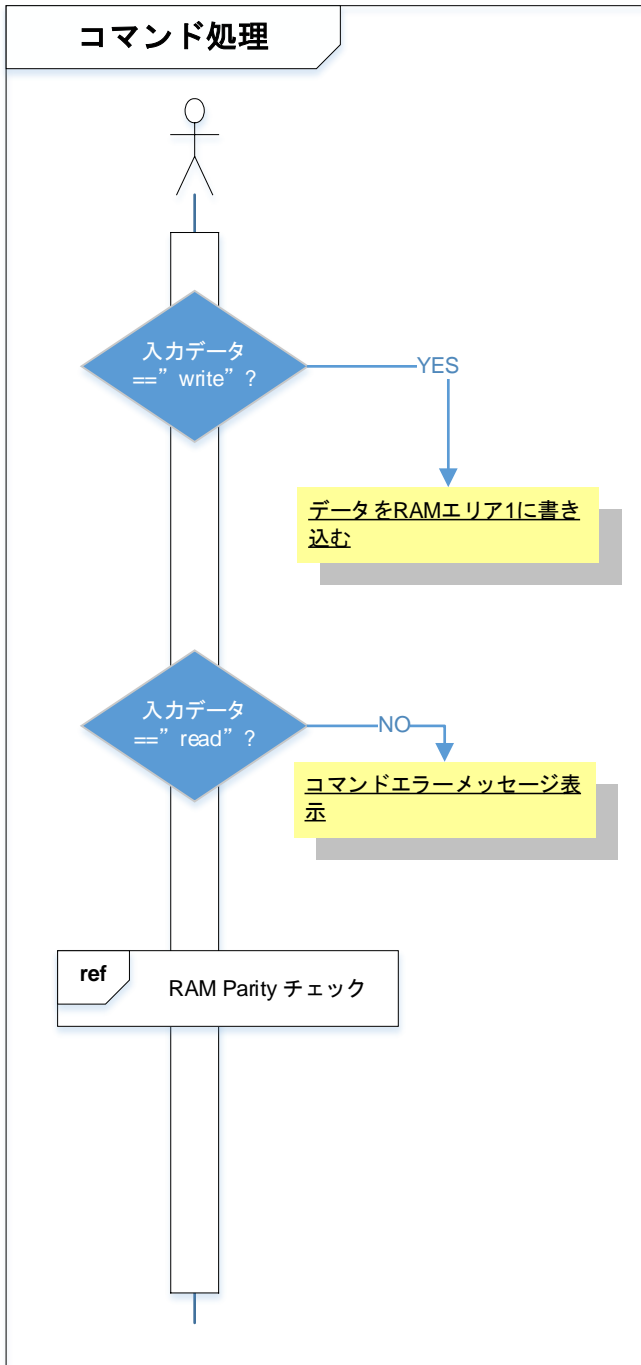 コマンド処理
入力データ
==”write”?
YES
データをRAMエリア1に書き
込む
入力データ
==”read”?
NO
コマンドエラーメッセージ表
示
ref
RAM Parity チェック